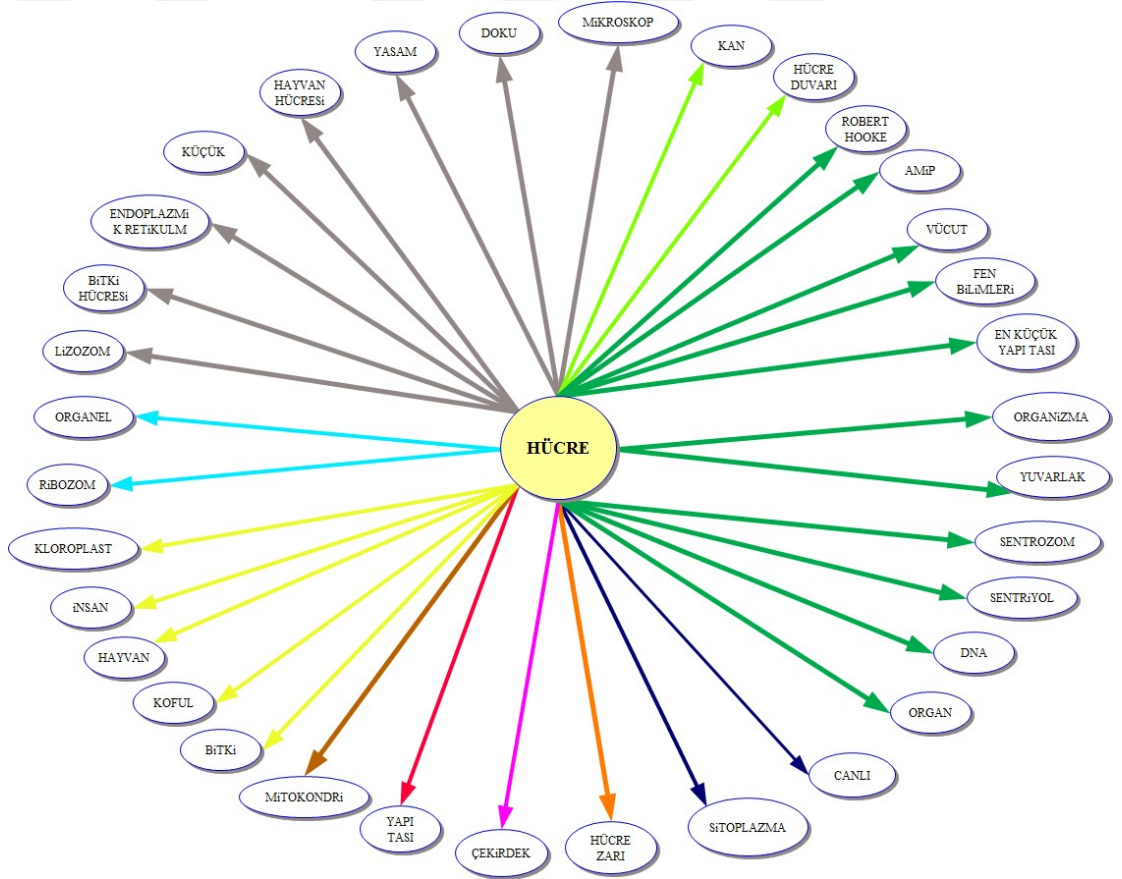 MiKROSKOP
DOKU
KAN
YASAM
HÜCRE
DUVARI
HAYVAN
HÜCRESi
ROBERT
HOOKE
KÜÇÜK
AMiP
ENDOPLAZMi
K RETiKULM
VÜCUT
FEN
BiLiMLERi
BiTKi
HÜCRESi
EN KÜÇÜK
YAPI TASI
LiZOZOM
ORGANEL
ORGANiZMA
HÜCRE
YUVARLAK
RiBOZOM
SENTROZOM
KLOROPLAST
SENTRiYOL
iNSAN
DNA
HAYVAN
KOFUL
ORGAN
BiTKi
CANLI
MiTOKONDRi
YAPI
TASI
SiTOPLAZMA
HÜCRE
ZARI
ÇEKiRDEK